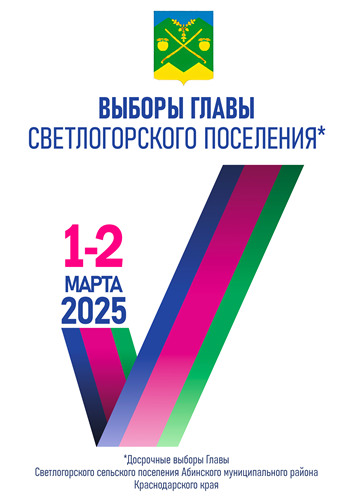 ВЫБОРЫ ГЛАВЫ
СВЕТЛОГОРСКОГО ПОСЕЛЕНИЯ*
1-2
МАРТА
2025
*Досрочные выборы Главы
Светлогорского сельского поселения Абинского муниципального района
Краснодарского края